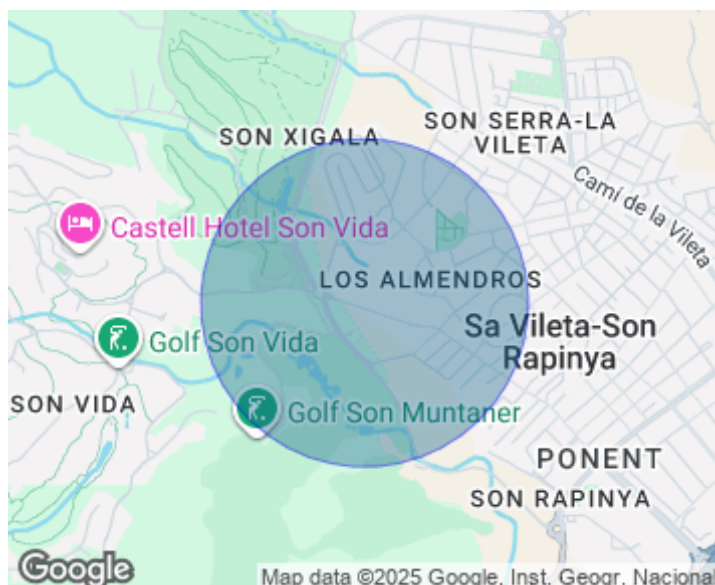 SON XIGALA
SON SERRA-LA
VILETA
Camí de la Vileta
Castell Hotel Son Vida
LOS ALMENDROS
Golf Son Vida
Sa Vileta-Son
Rapinya
SON VIDA
Golf Son Muntaner
PONENT
SON RAPINYA
Google
Map data ©2025 Google, Inst. Geogr. Nacional